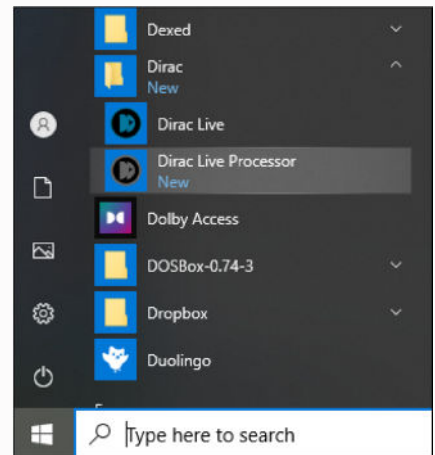 Dexed
Dirac
New
Dirac Live
Dirac Live Processor
New
Dolby Access
DOSBox-0.74-3
Dropbox
Duolingo
Type here to search